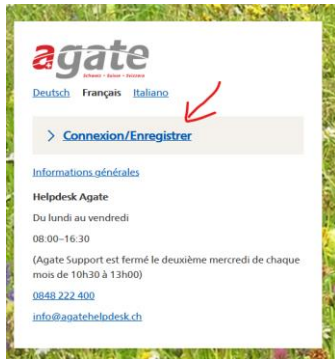 agate
Schweiz - Suisse - Svizzera
Deutsch Français Italiano
> Connexion/Enregistrer
Informations générales
Helpdesk Agate
Du lundi au vendredi
08:00–16:30
(Agate Support est fermé le deuxième mercredi de chaque
mois de 10h30 à 13h00)
0848 222 400
info@agatehelpdesk.ch